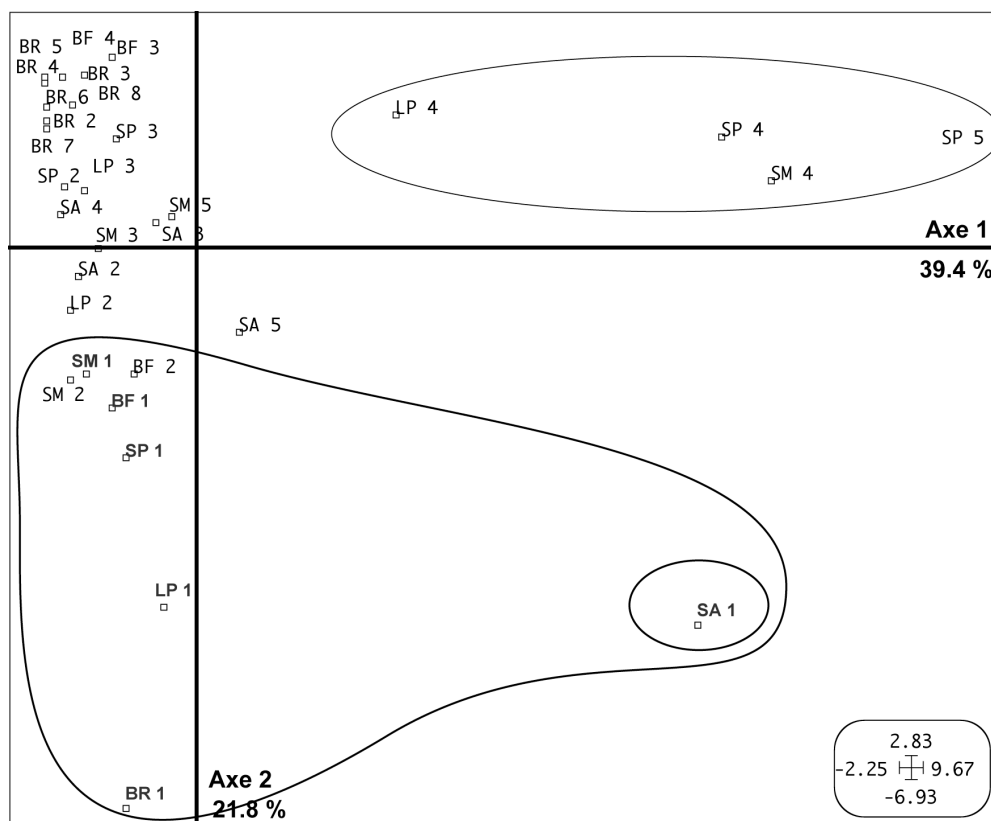 BF 4
BR 5
BF 3
BR 4
BR 3
BR 6
BR 8
BR 2
SP 3
BR 7
LP 3
SP 2
SA 4
SM 5
SA 3
SM 3
LP 4
SP 4
SP 5
SM 4
Axe 1
39.4 %
SA 2
LP 2
SA 5
SM 1
BF 2
SM 2
BF 1
SP 1
LP 1
SA 1
BR 1
Axe 2
21.8 %
2.83
-2.25
9.67
-6.93